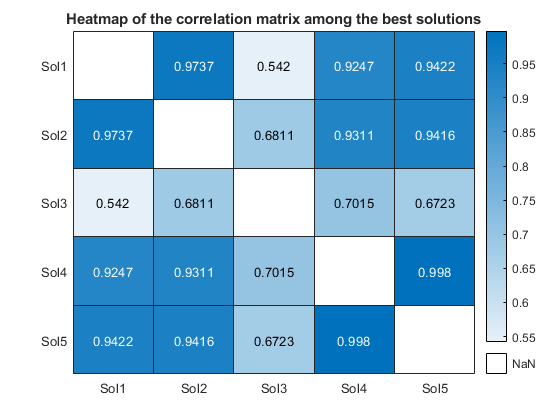 Heatmap of the correlation matrix among the best solutions
Sol1 0.9737 0.542 0.9247 0.9422
Sol2 0.9737 0.6811 0.9311 0.9416
Sol3 0.542 0.6811 0.7015 0.6723
Sol4 0.9247 0.9311 0.7015 0.998
Sol5 0.9422 0.9416 0.6723 0.998
Sol1 Sol2 Sol3 Sol4 Sol5
0.95
0.9
0.85
0.8
0.75
0.7
0.65
0.6
0.55
NaN